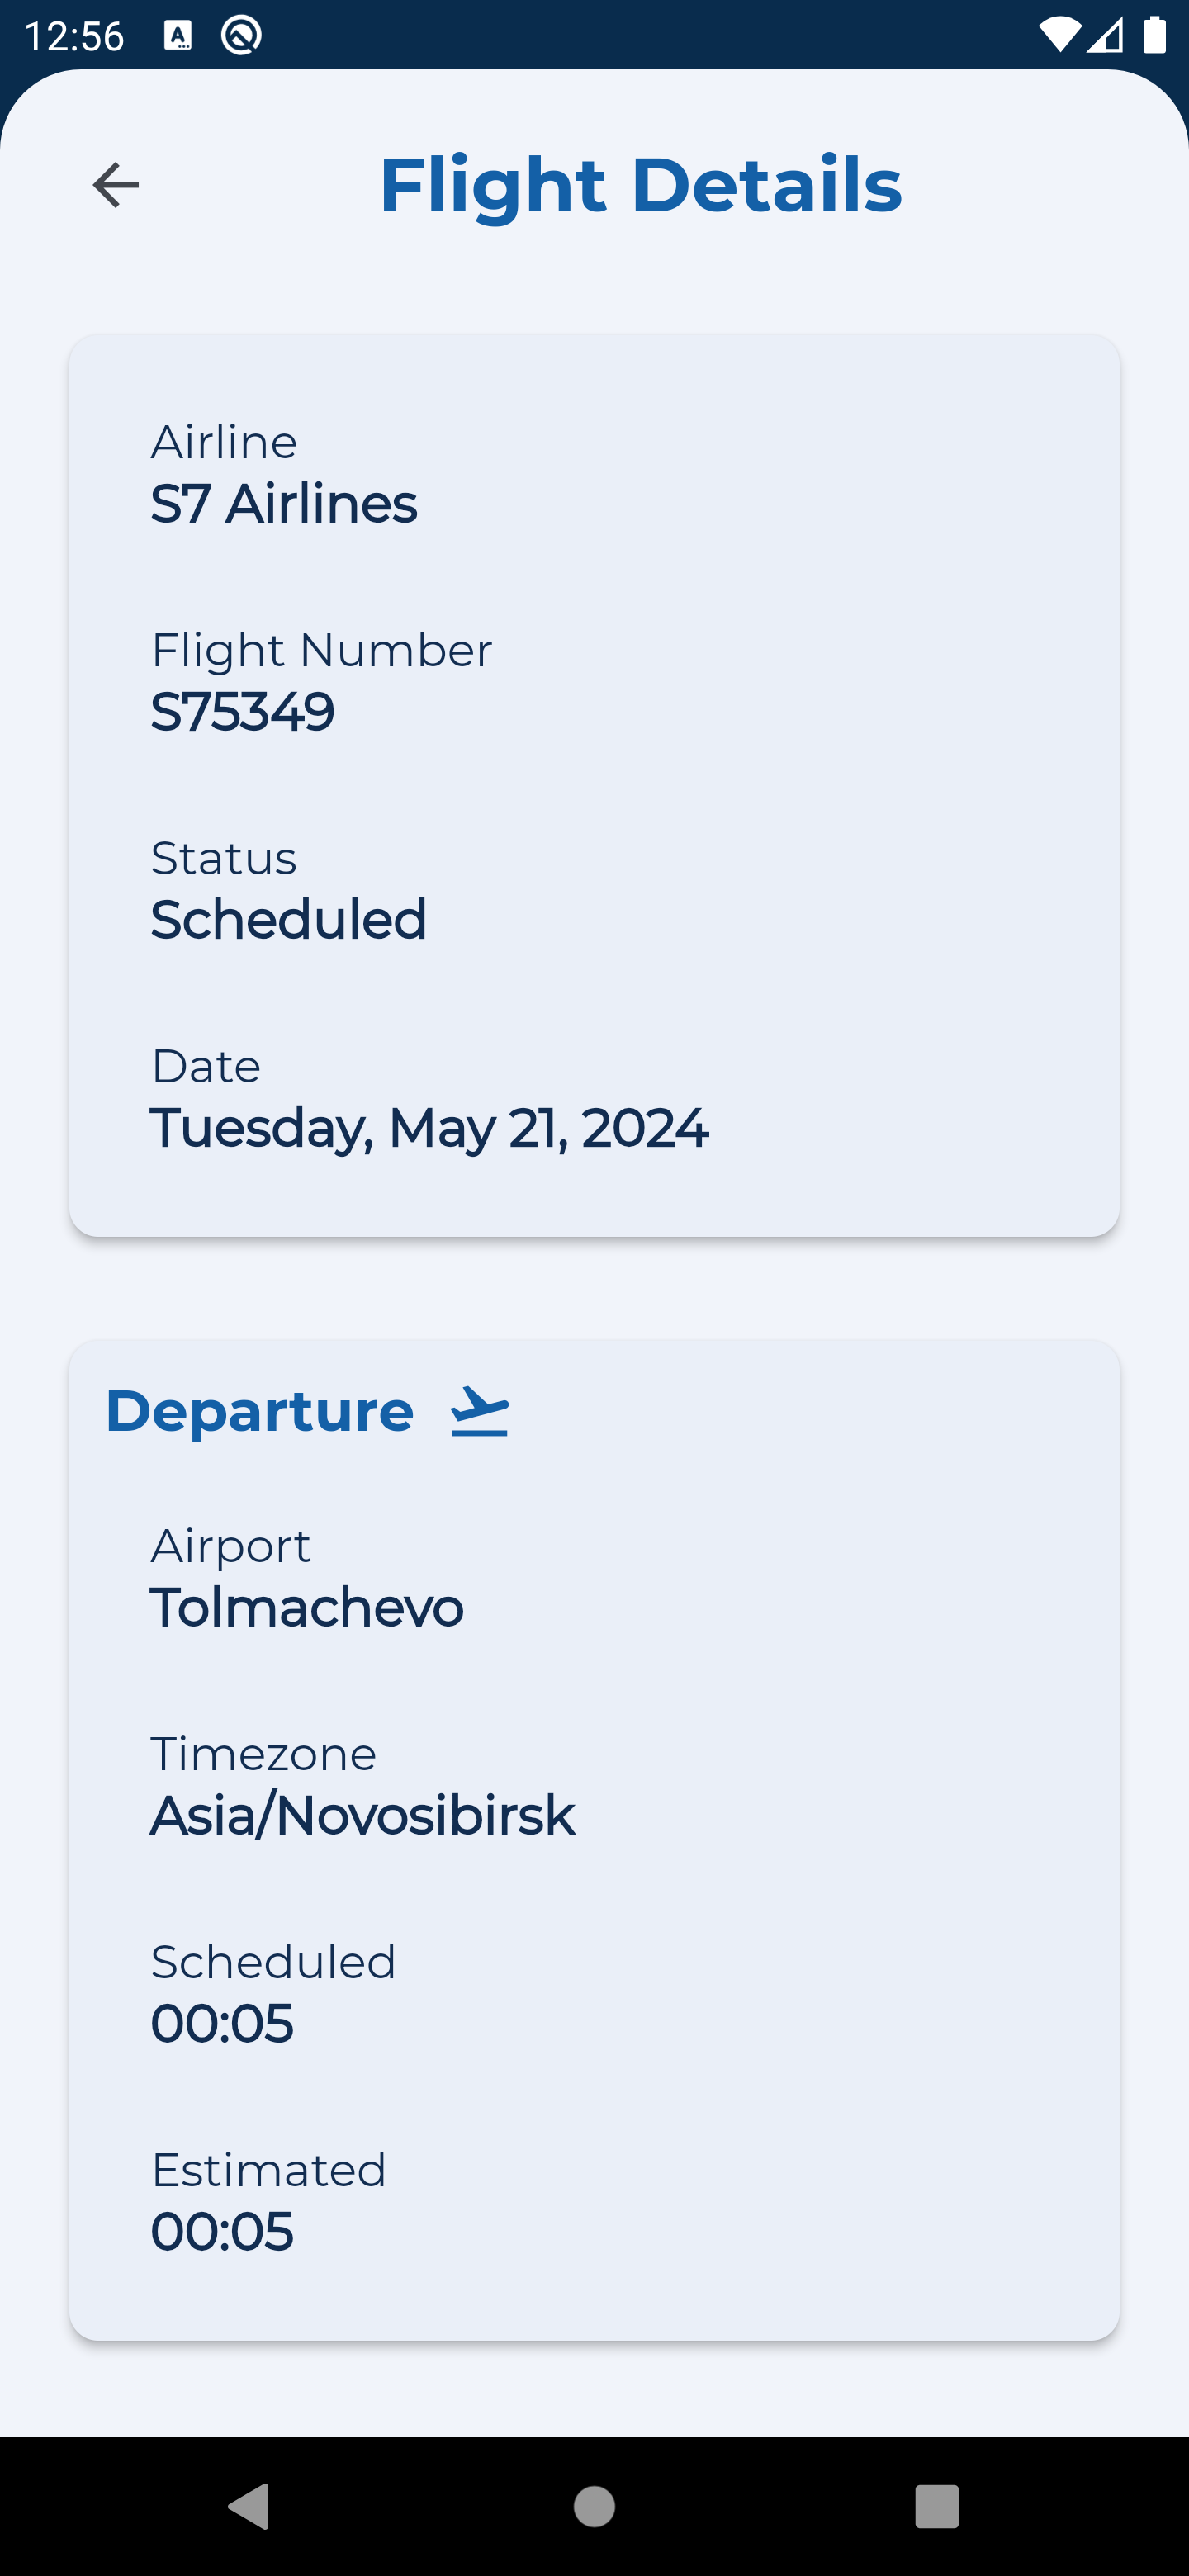 12:56
Flight Details
Airline
S7 Airlines
Flight Number
S75349
Status
Scheduled
Date
Tuesday, May 21, 2024
Departure
Airport
Tolmachevo
Timezone
Asia/Novosibirsk
Scheduled
00:05
Estimated
00:05